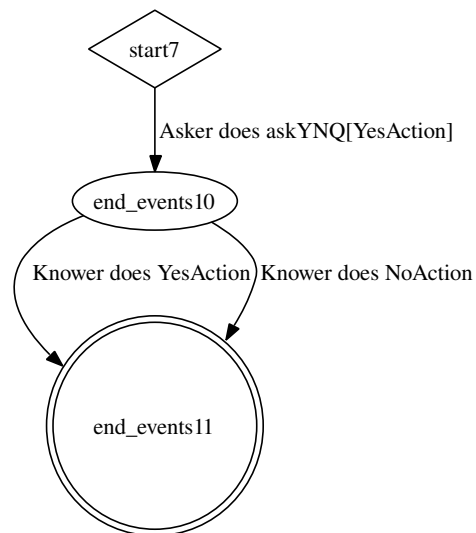 start7
Asker does askYNQ[YesAction]
end_events10
Knower does YesAction
Knower does NoAction
end_events11